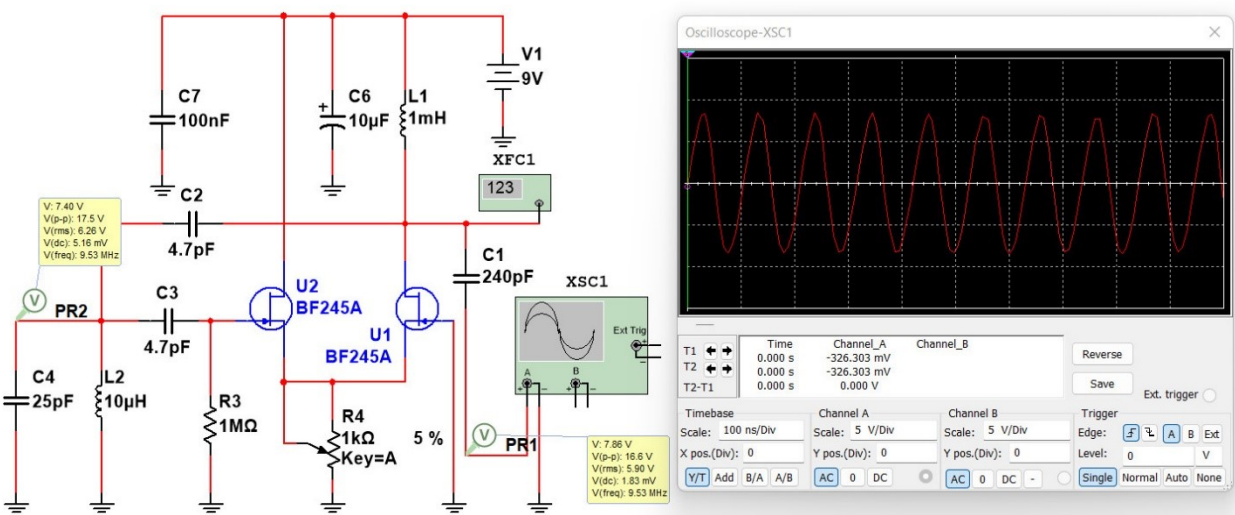 V1
9V
C7
100nF
C6
10µF
L1
1mH
XFC1
123
C2
4.7pF
V: 7.40 V
V(p-p): 17.5 V
V(rms): 6.26 V
V(dc): 5.16 mV
V(freq): 9.53 MHz
V
PR2
C3
4.7pF
C1
240pF
U2
BF245A
U1
BF245A
XSC1
Ext Trig
+
A
B
C4
25pF
L2
10µH
R3
1MΩ
R4
1kΩ
Key=A
5 %
V
PR1
V: 7.86 V
V(p-p): 16.6 V
V(rms): 5.90 V
V(dc): 1.83 mV
V(freq): 9.53 MHz
Oscilloscope-XSC1
Time Channel_A Channel_B
T1 0.000 s -326.303 mV
T2 0.000 s -326.303 mV
T2-T1 0.000 s 0.000 V
Reverse
Save
Ext. trigger
Timebase
Scale: 100 ns/Div
X pos.(Div): 0
Y/T Add B/A A/B
Channel A
Scale: 5 V/Div
Y pos.(Div): 0
AC 0 DC
Channel B
Scale: 5 V/Div
Y pos.(Div): 0
AC 0 DC -
Trigger
Edge: A B Ext
Level: 0 V
Single Normal Auto None